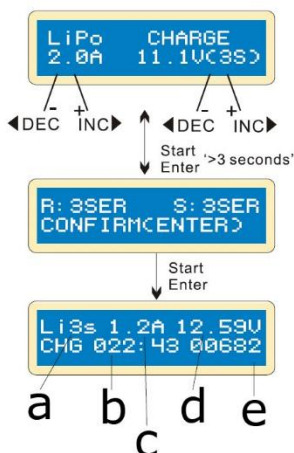 LiPo CHARGE
2.0A 11.1V(3S)
- + - +
◀DEC INC▶ ◀DEC INC▶
Start
Enter '>3 seconds'
R:3SER S:3SER
CONFIRM(ENTER)
Start
Enter
Li3s 1.2A 12.59V
CHG 022:43 00682
a b c d e